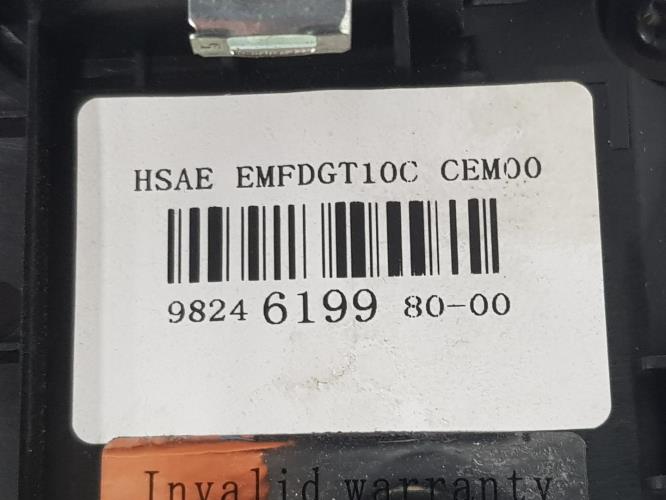 HSAE EMFDGT10C CEM00
9824 6199 80-00
Invalid warranty